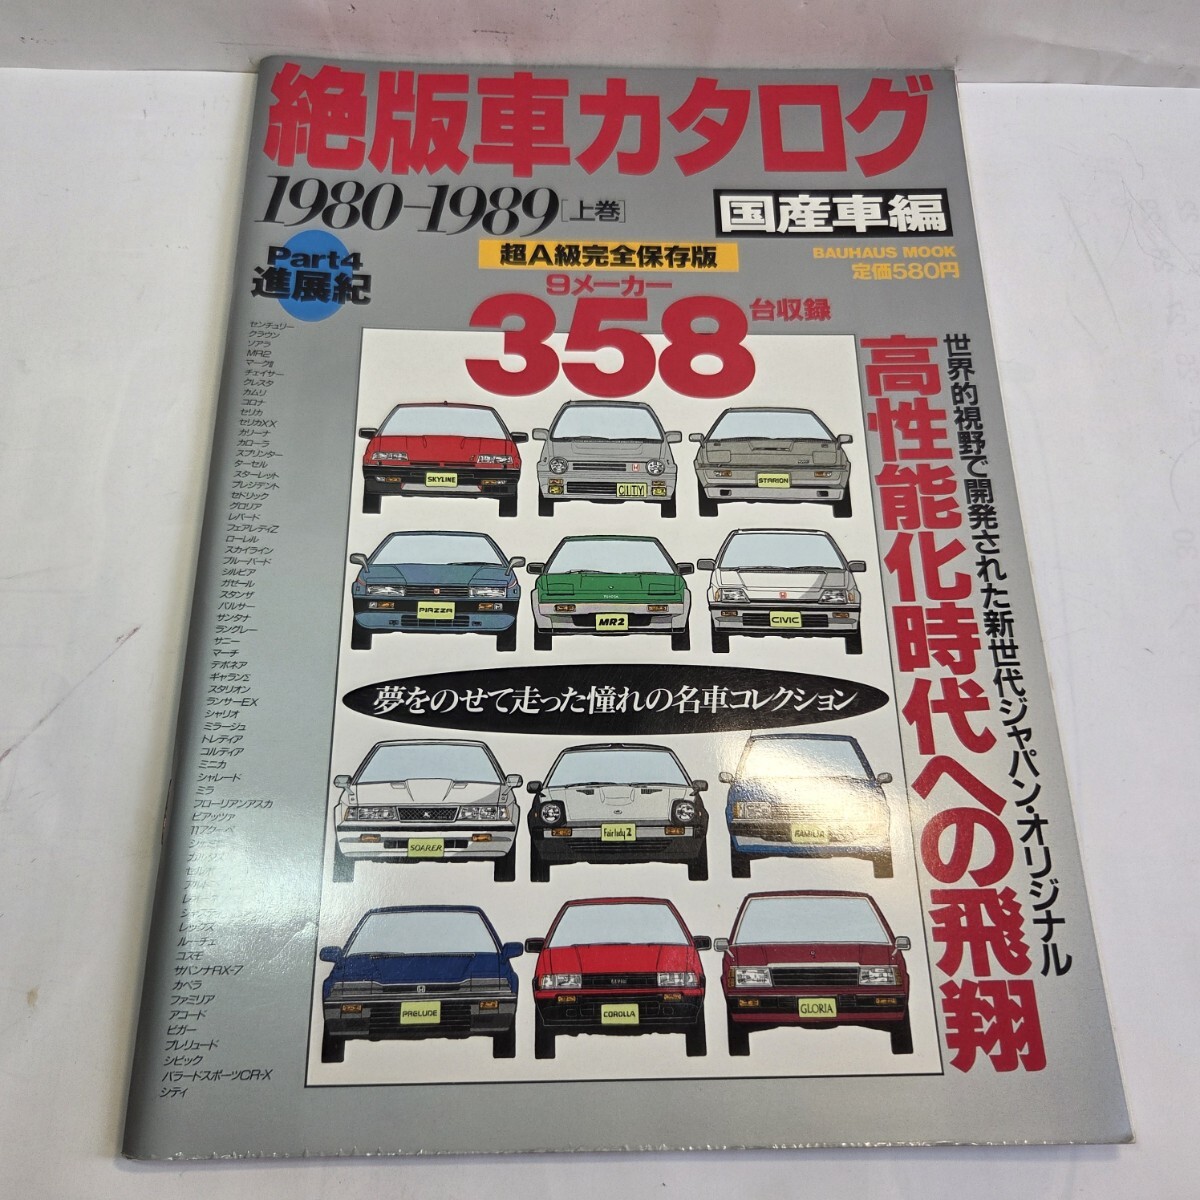 絶版車カタログ
1980-1989[上巻]
国産車編
BAUHAUS MOOK
定価580円
超A級完全保存版
Part4
進展紀
9メーカー
358台収録
世界的視野で開発された新世代ジャパン・オリジナル
高性能化時代への飛翔
センチュリー
クラウン
ソアラ
MR2
マークⅡ
チェイサー
クレスタ
カムリ
コロナ
セリカ
セリカXX
カリーナ
カローラ
スプリンター
ターセル
スターレット
プレジデント
セドリック
グロリア
レパード
フェアレディZ
ローレル
スカイライン
ブルーバード
シルビア
ガゼール
スタンザ
パルサー
サンタナ
ラングレー
サニー
マーチ
デボネア
ギャランΣ
スタリオン
ランサーEX
シャリオ
ミラージュ
トレディア
コルディア
ミニカ
シャレード
ミラ
フローリアンアスカ
ピアッツァ
レックス
ルーチェ
コスモ
サバンナRX-7
カペラ
ファミリア
アコード
ビガー
プレリュード
シビック
バラードスポーツCR-X
シティ
SKYLINE
CITY
STARION
PIAZZA
MR2
CIVIC
夢をのせて走った憧れの名車コレクション
SOARER
Fairlady Z
FAMILIA
PRELUDE
COROLLA
GLORIA